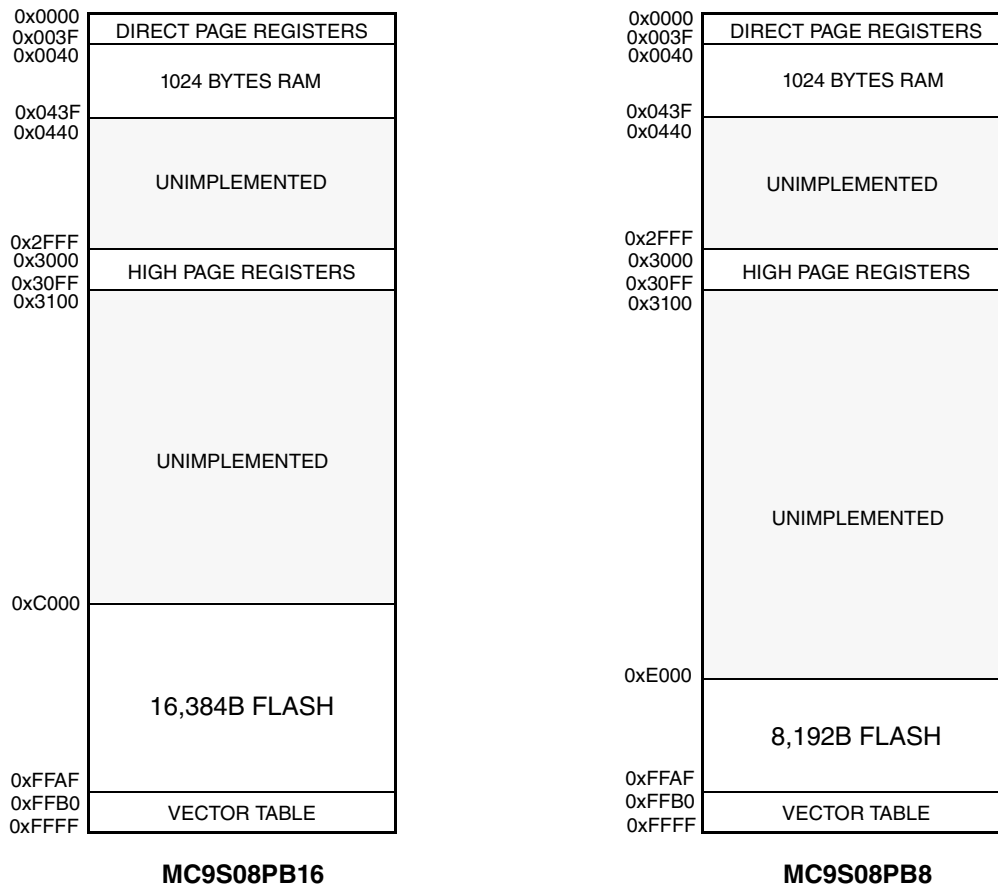 0x0000
DIRECT PAGE REGISTERS
0x003F
0x0040
1024 BYTES RAM
0x043F
0x0440
UNIMPLEMENTED
0x2FFF
0x3000
HIGH PAGE REGISTERS
0x30FF
0x3100
UNIMPLEMENTED
0xC000
16,384B FLASH
0xFFAF
0xFFB0
VECTOR TABLE
0xFFFF
MC9S08PB16
0x0000
DIRECT PAGE REGISTERS
0x003F
0x0040
1024 BYTES RAM
0x043F
0x0440
UNIMPLEMENTED
0x2FFF
0x3000
HIGH PAGE REGISTERS
0x30FF
0x3100
UNIMPLEMENTED
0xE000
8,192B FLASH
0xFFAF
0xFFB0
VECTOR TABLE
0xFFFF
MC9S08PB8